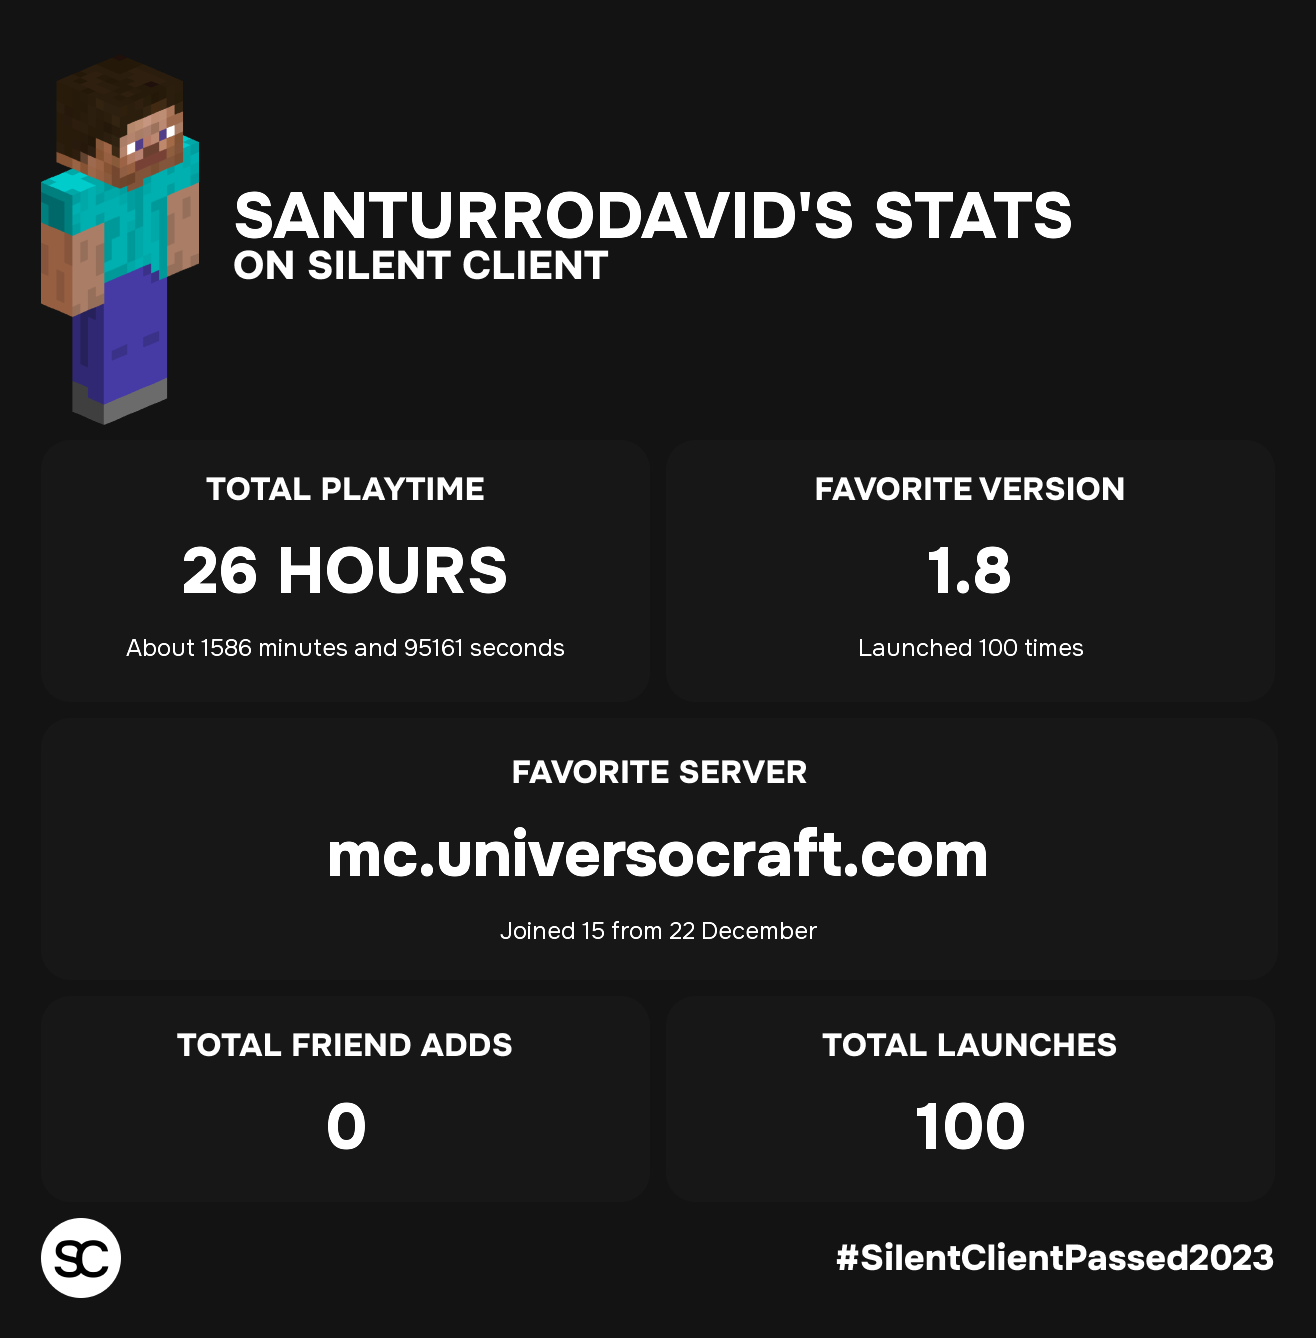 SANTURRODAVID'S STATS
ON SILENT CLIENT
TOTAL PLAYTIME
26 HOURS
About 1586 minutes and 95161 seconds
FAVORITE VERSION
1.8
Launched 100 times
FAVORITE SERVER
mc.universocraft.com
Joined 15 from 22 December
TOTAL FRIEND ADDS
0
TOTAL LAUNCHES
100
SC
#SilentClientPassed2023